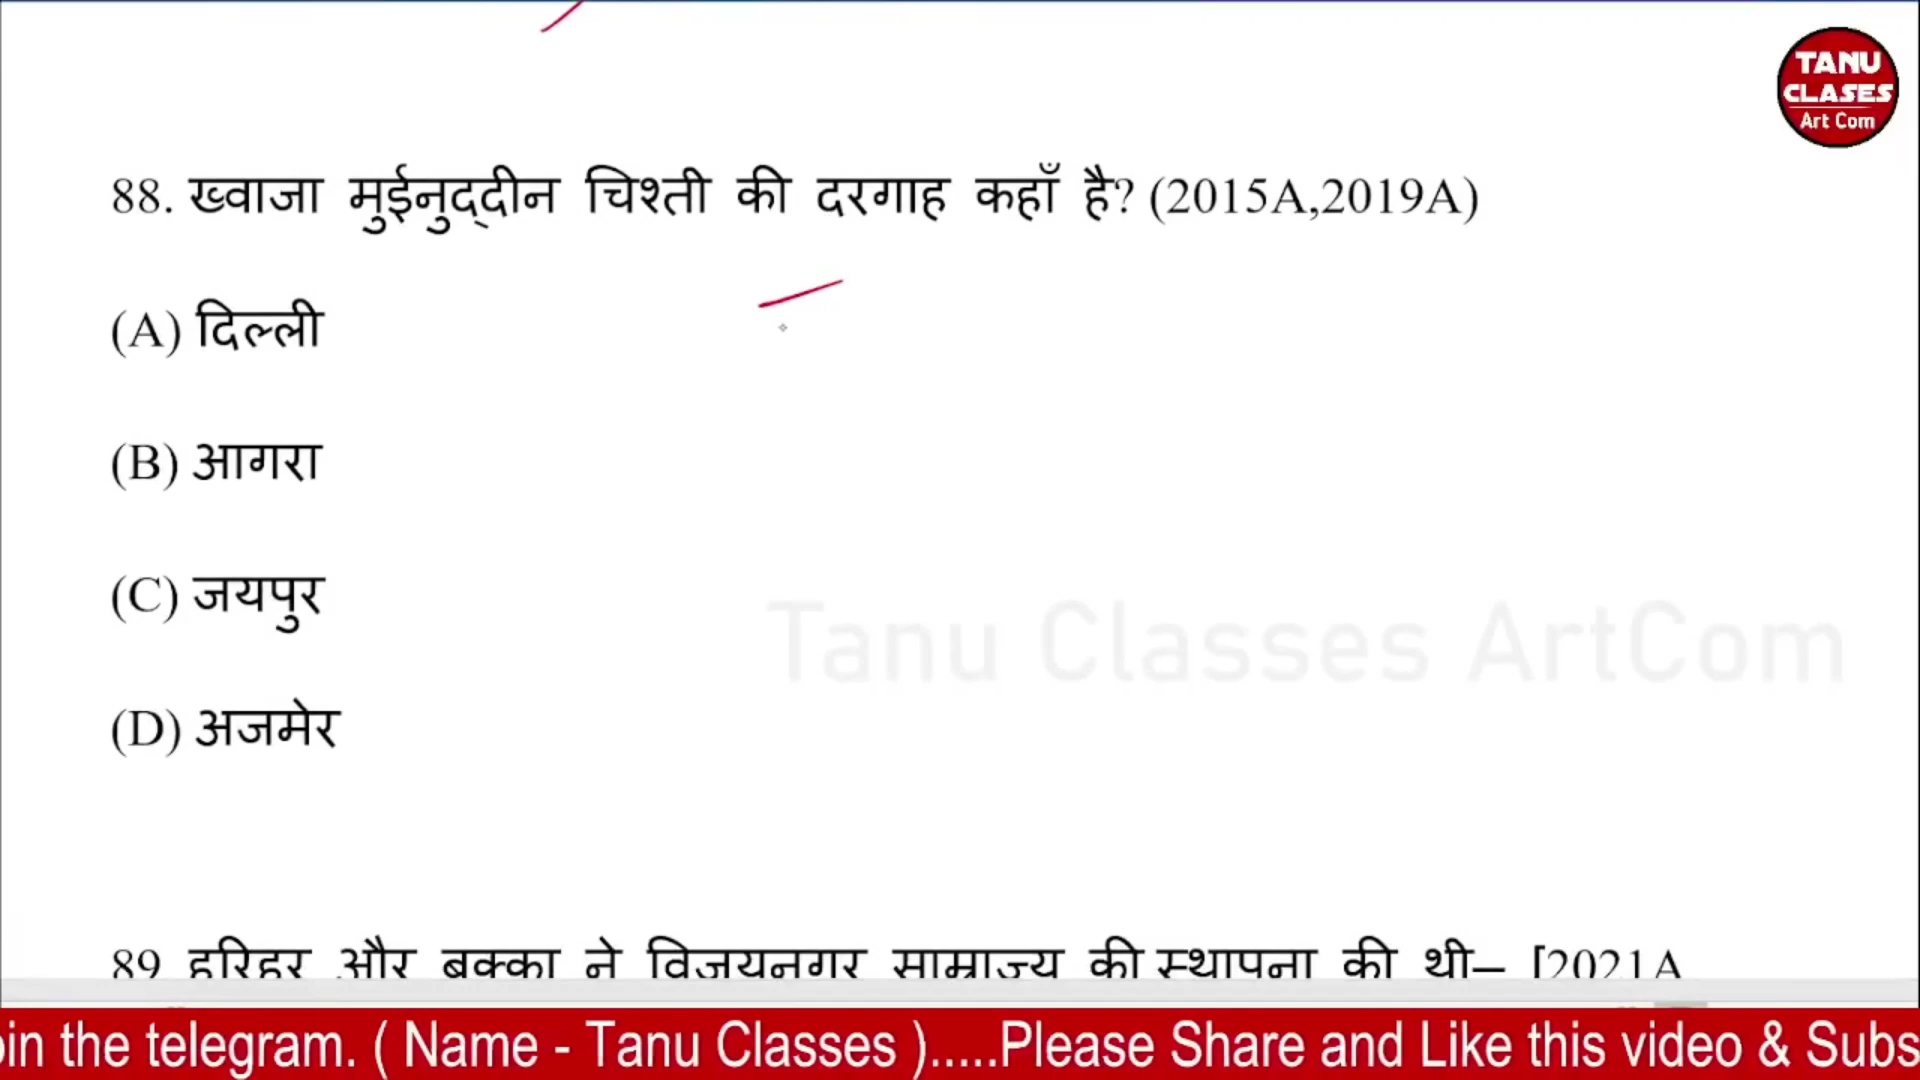 TANU
CLASES
Art Com
88. ख्वाजा मुईनुद्दीन चिश्ती की दरगाह कहाँ है? (2015A,2019A)
(A) दिल्ली
(B) आगरा
(C) जयपुर
Tanu Classes ArtCom
(D) अजमेर
89 हरिहर और बुक्का ने विजयनगर साम्राज्य की स्थापना की थी– [2021A
in the telegram. ( Name - Tanu Classes ).....Please Share and Like this video & Subs